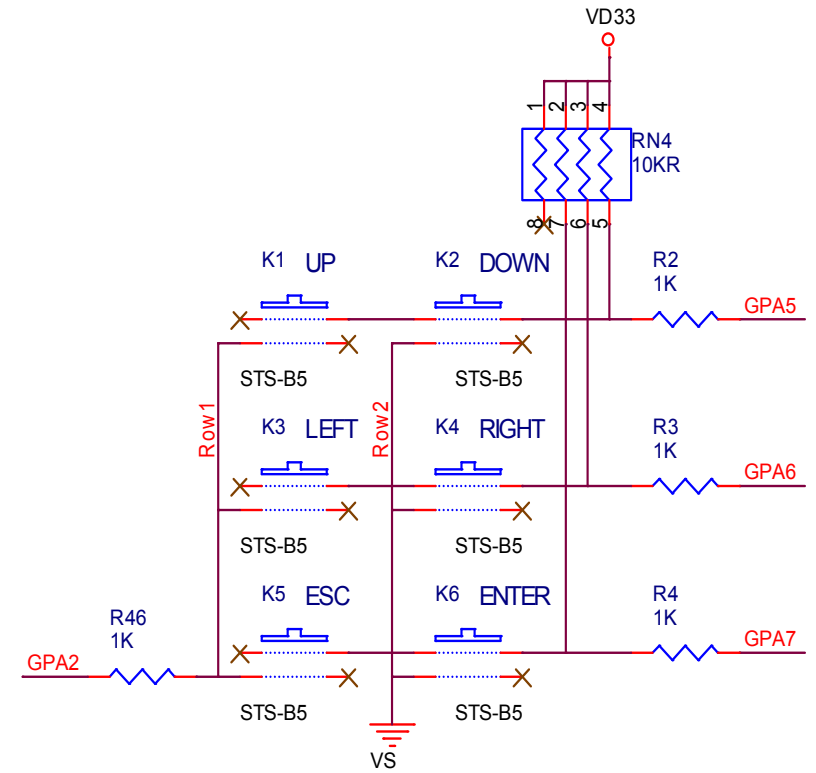 VD33
1 2 3 4
RN4
10KR
8 7 6 5
K1 UP
K2 DOWN
R2
1K
GPA5
STS-B5
STS-B5
Row1
Row2
K3 LEFT
K4 RIGHT
R3
1K
GPA6
STS-B5
STS-B5
K5 ESC
K6 ENTER
R4
1K
GPA7
R46
1K
GPA2
STS-B5
STS-B5
VS